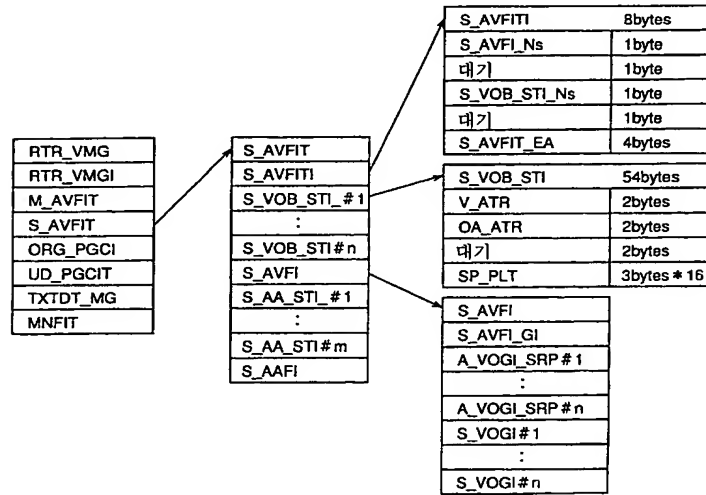 RTR_VMG
RTR_VMGI
M_AVFIT
S_AVFIT
ORG_PGCI
UD_PGCIT
TXTDT_MG
MNFIT
S_AVFIT
S_AVFITI
S_VOB_STI_#1
:
S_VOB_STI#n
S_AVFI
S_AA_STI_#1
:
S_AA_STI#m
S_AAFI
S_AVFITI 8bytes
S_AVFI_Ns 1byte
대기 1byte
S_VOB_STI_Ns 1byte
대기 1byte
S_AVFIT_EA 4bytes
S_VOB_STI 54bytes
V_ATR 2bytes
OA_ATR 2bytes
대기 2bytes
SP_PLT 3bytes*16
S_AVFI
S_AVFI_GI
A_VOGI_SRP#1
:
A_VOGI_SRP#n
S_VOGI#1
:
S_VOGI#n